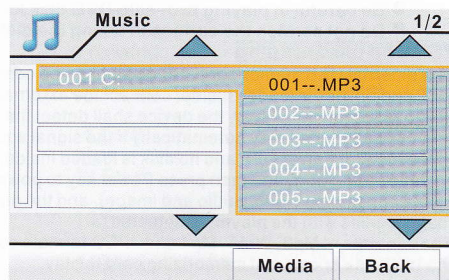 Music 1/2
001 C:
001--.MP3
002--.MP3
003--.MP3
004--.MP3
005--.MP3
Media Back